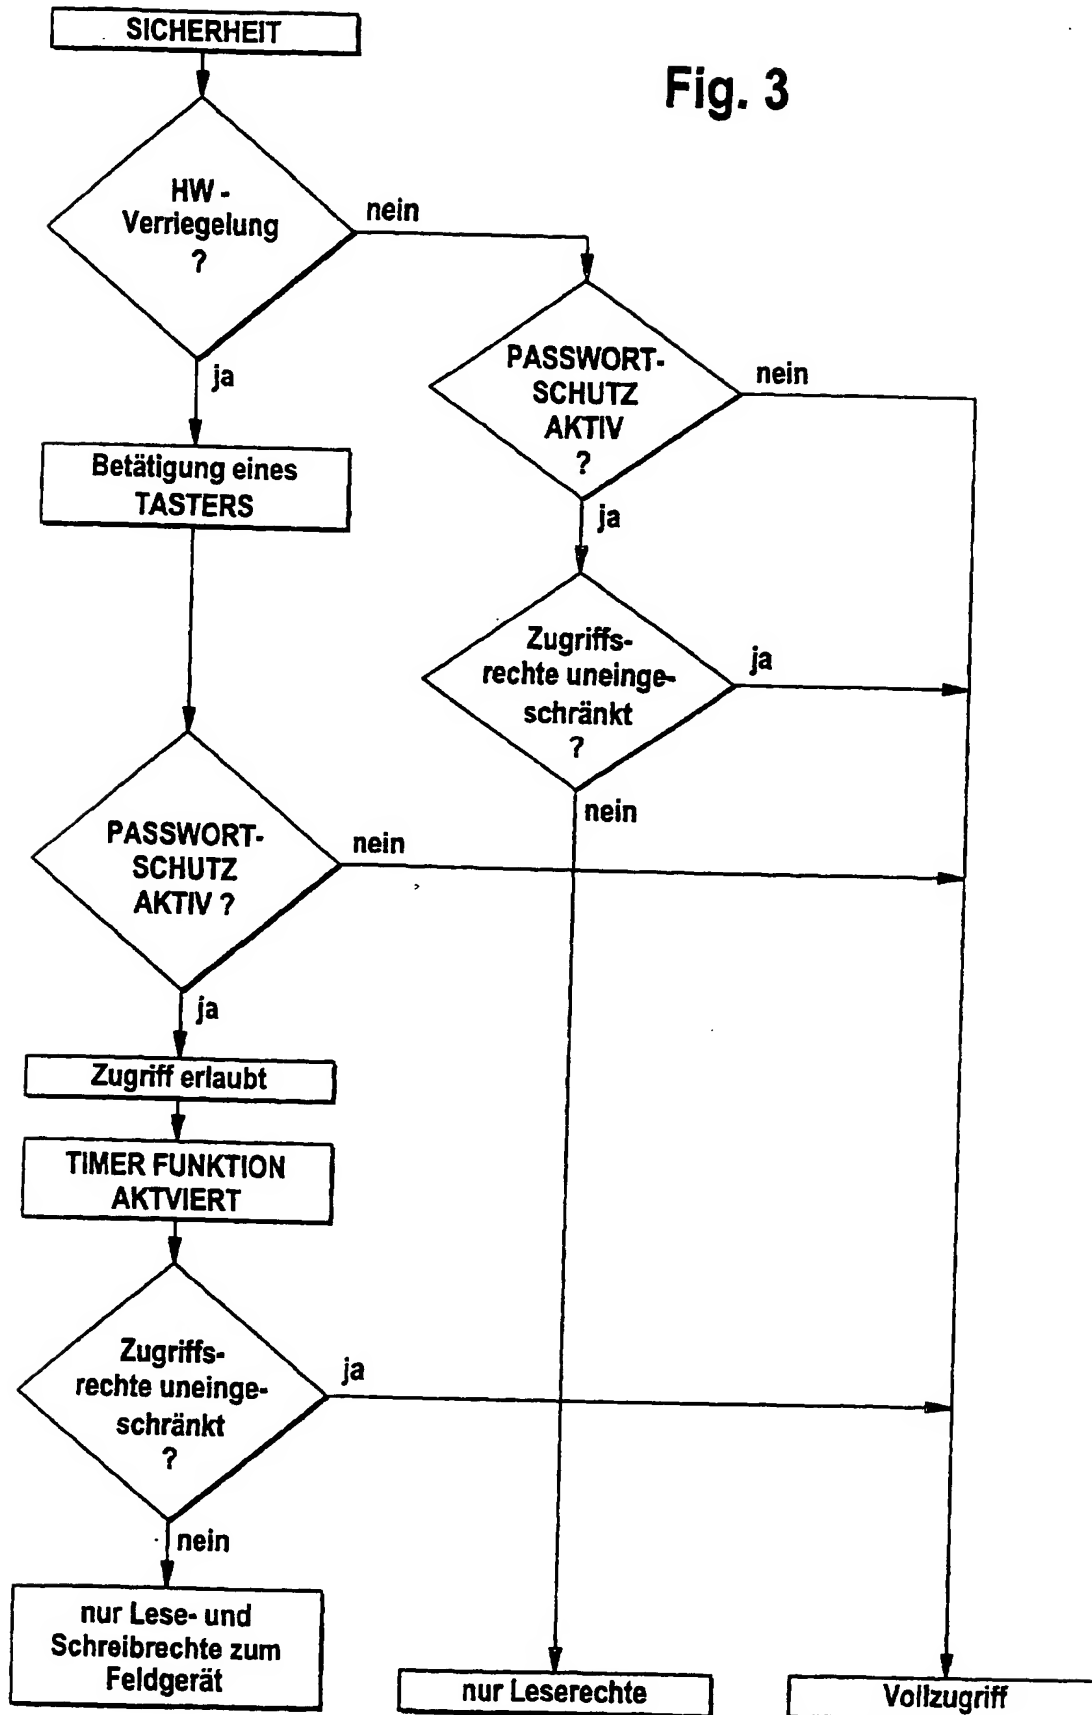 SICHERHEIT
Fig. 3
HW -
Verriegelung
?
nein
ja
PASSWORT-
SCHUTZ
AKTIV
?
nein
ja
Betätigung eines
TASTERS
Zugriffs-
rechte uneinge-
schränkt
?
ja
nein
PASSWORT-
SCHUTZ
AKTIV ?
nein
ja
Zugriff erlaubt
TIMER FUNKTION
AKTVIERT
Zugriffs-
rechte uneinge-
schränkt
?
ja
nein
nur Lese- und
Schreibrechte zum
Feldgerät
nur Leserechte
Vollzugriff